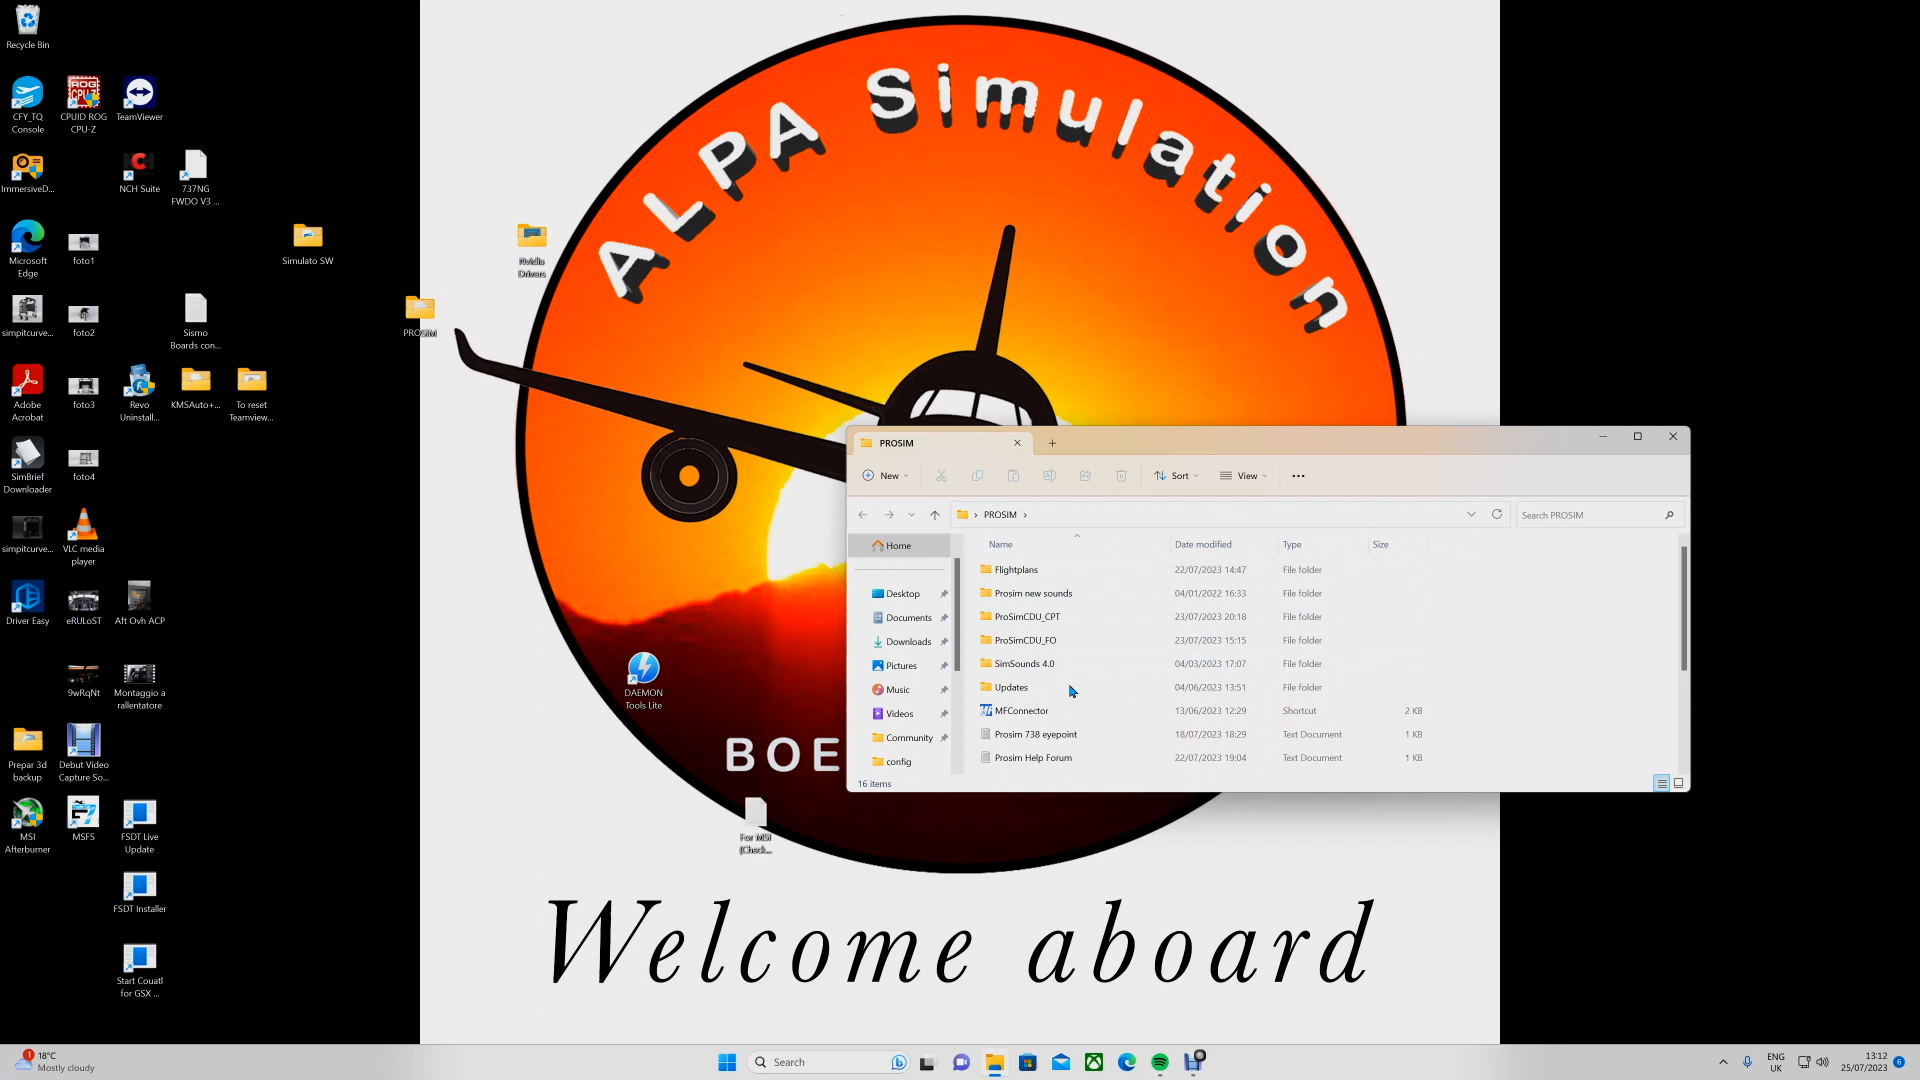 Recycle Bin
CFY_TQ
Console
CPUID ROG
CPU-Z
TeamViewer
ImmersiveD...
NCH Suite
737NG
FWDO V3 ...
Microsoft
Edge
foto1
Simulato SW
Nvidia
Drivers
simpitcurve...
foto2
Sismo
Boards con...
PROSIM
Adobe
Acrobat
foto3
Revo
Uninstall...
KMSAuto+...
To reset
Teamview...
SimBrief
Downloader
foto4
simpitcurve...
VLC media
player
Driver Easy
eRULoST
Aft Ovh ACP
9wRqNt
Montaggio a
rallentatore
DAEMON
Tools Lite
Prepar 3d
backup
Debut Video
Capture So...
MSI
Afterburner
MSFS
FSDT Live
Update
For MSI
(Check...
FSDT Installer
Start Couatl
for GSX ...
ALPA Simulation
BOE
Welcome aboard
PROSIM
New
Sort
View
PROSIM
Search PROSIM
Home
Desktop
Documents
Downloads
Pictures
Music
Videos
Community
config
Name Date modified Type Size
Flightplans 22/07/2023 14:47 File folder
Prosim new sounds 04/01/2022 16:33 File folder
ProSimCDU_CPT 23/07/2023 20:18 File folder
ProSimCDU_FO 23/07/2023 15:15 File folder
SimSounds 4.0 04/03/2023 17:07 File folder
Updates 04/06/2023 13:51 File folder
MFConnector 13/06/2023 12:29 Shortcut 2 KB
Prosim 738 eyepoint 18/07/2023 18:29 Text Document 1 KB
Prosim Help Forum 22/07/2023 19:04 Text Document 1 KB
16 items
1
18°C
Mostly cloudy
Search
ENG
UK
13:12
25/07/2023
6